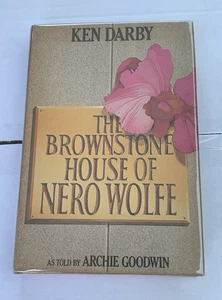 KEN DARBY
THE
BROWNSTONE
HOUSE OF
NERO WOLFE
AS TOLD BY ARCHIE GOODWIN